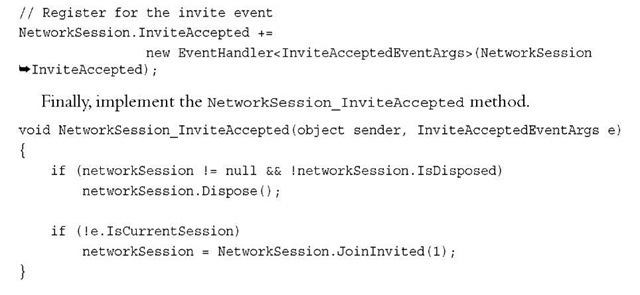 // Register for the invite event
NetworkSession.InviteAccepted +=
new EventHandler<InviteAcceptedEventArgs>(NetworkSession
➥InviteAccepted);
Finally, implement the NetworkSession_InviteAccepted method.
void NetworkSession_InviteAccepted(object sender, InviteAcceptedEventArgs e)
{
if (networkSession != null && !networkSession.IsDisposed)
networkSession.Dispose();
if (!e.IsCurrentSession)
networkSession = NetworkSession.JoinInvited(1);
}